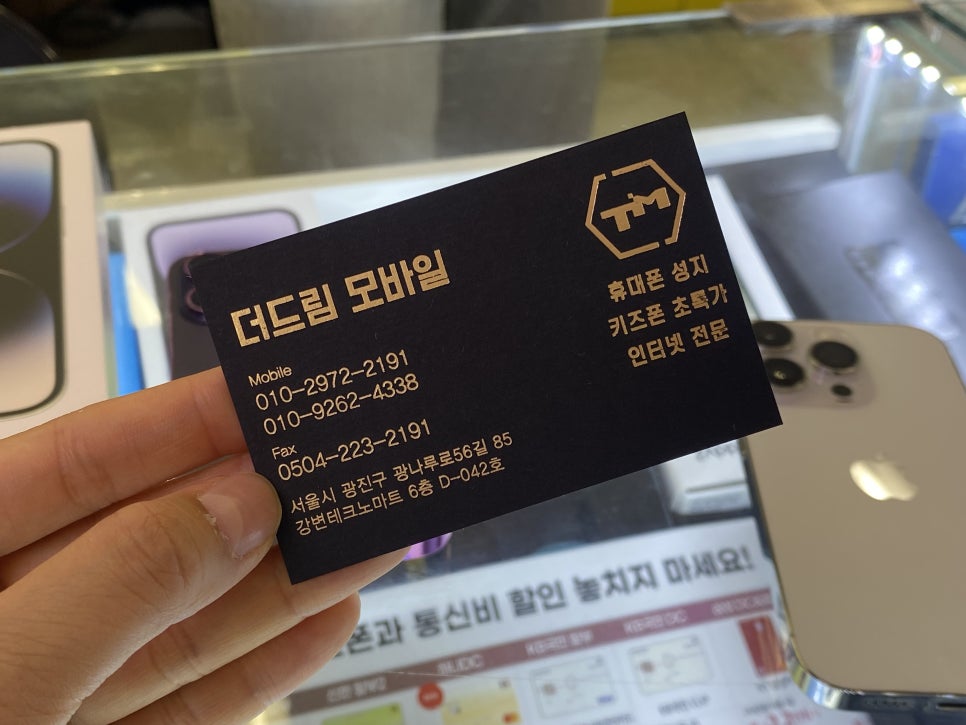 TM
휴대폰 성지
키즈폰 초특가
인터넷 전문
더드림 모바일
Mobile
010-2972-2191
010-9262-4338
Fax
0504-223-2191
서울시 광진구 광나루로56길 85
강변테크노마트 6층 D-042호
폰과 통신비 할인 놓치지 마세요!